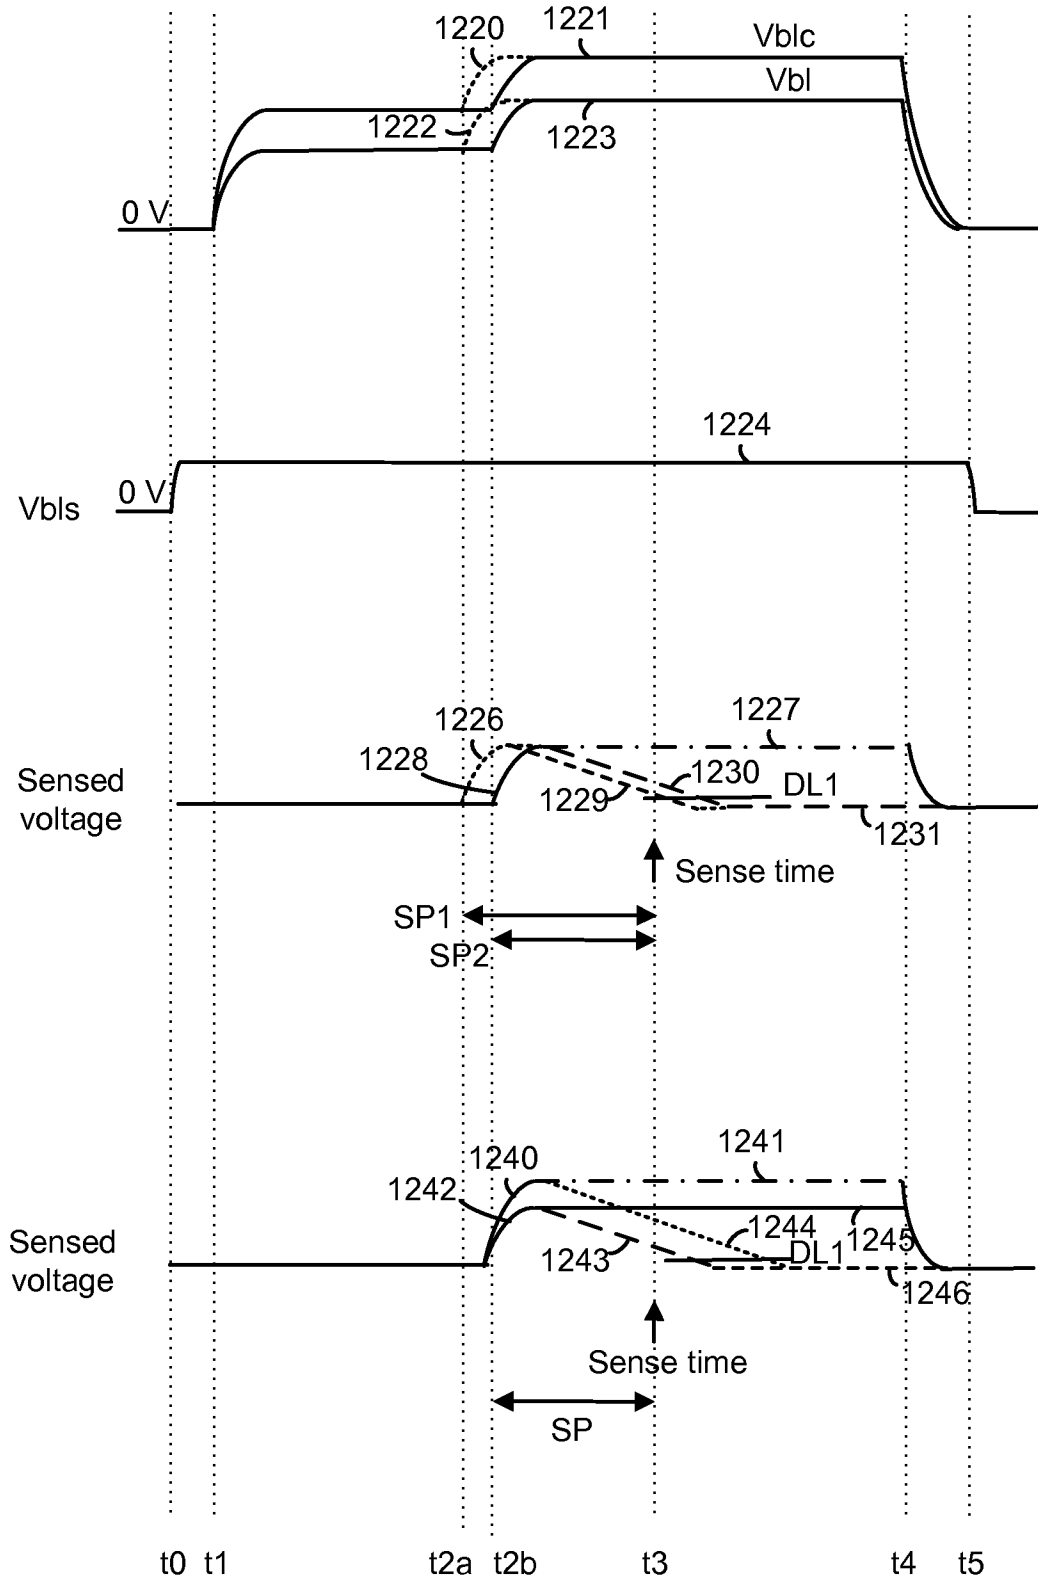 1220
1221
Vblc
Vbl
1222
1223
0 V
1224
0 V
Vbls
1226
1227
1228
1230
DL1
Sensed
voltage
1229
1231
Sense time
SP1
SP2
1240
1241
1242
1244
1245
DL1
1243
Sensed
voltage
1246
Sense time
SP
t0 t1 t2a t2b t3 t4 t5